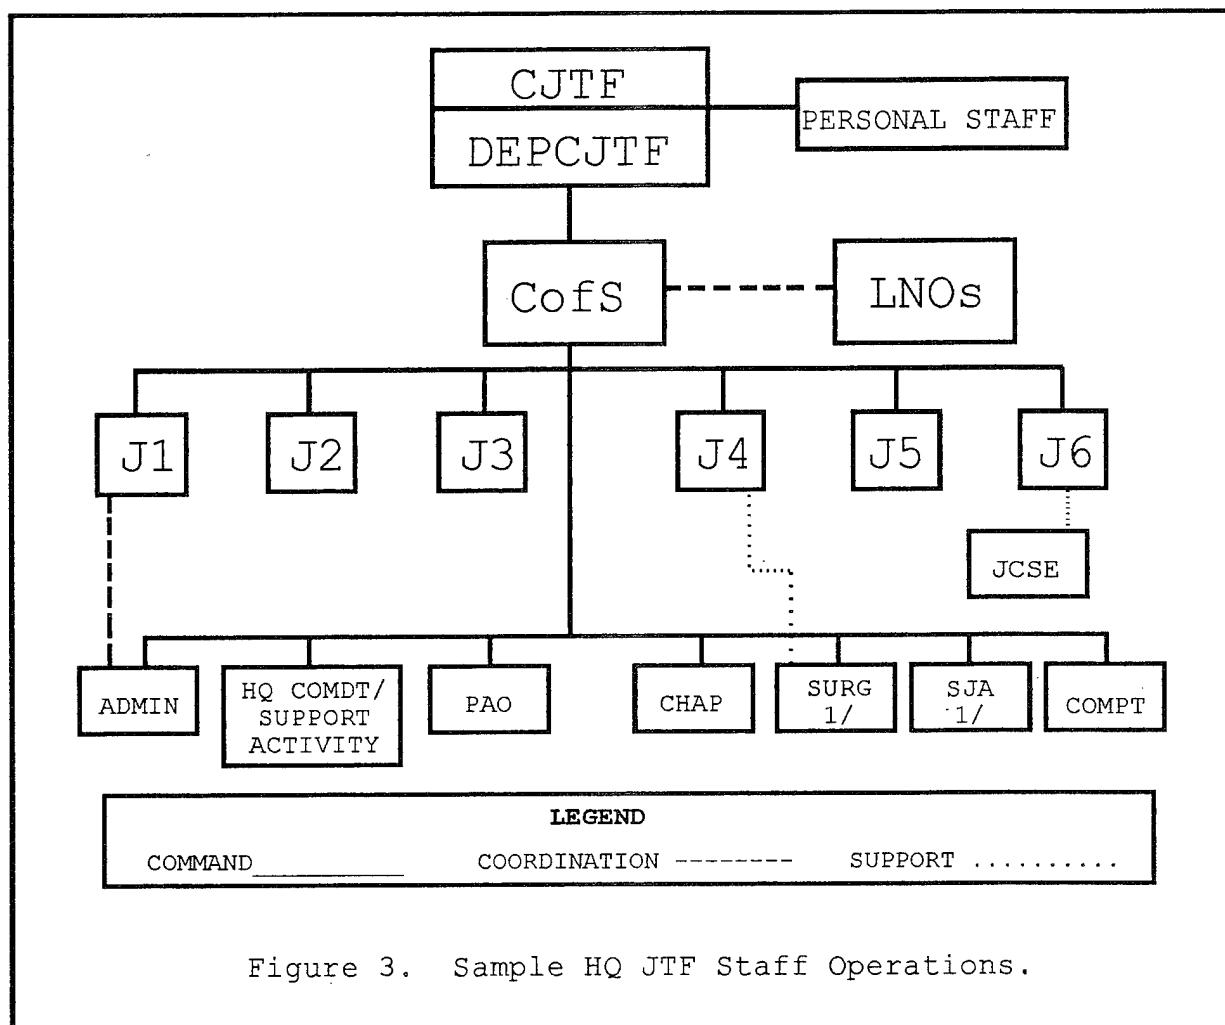 CJTF
DEPCJTF
PERSONAL STAFF
CofS
LNOs
J1
J2
J3
J4
J5
J6
JCSE
ADMIN
HQ COMDT/
SUPPORT
ACTIVITY
PAO
CHAP
SURG
1/
SJA
1/
COMPT
LEGEND
COMMAND__________ COORDINATION -------- SUPPORT ..........
Figure 3. Sample HQ JTF Staff Operations.